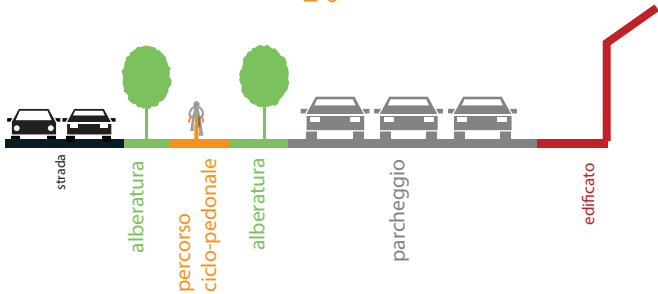 strada
alberatura
percorso
ciclo-pedonale
alberatura
parcheggio
edificato